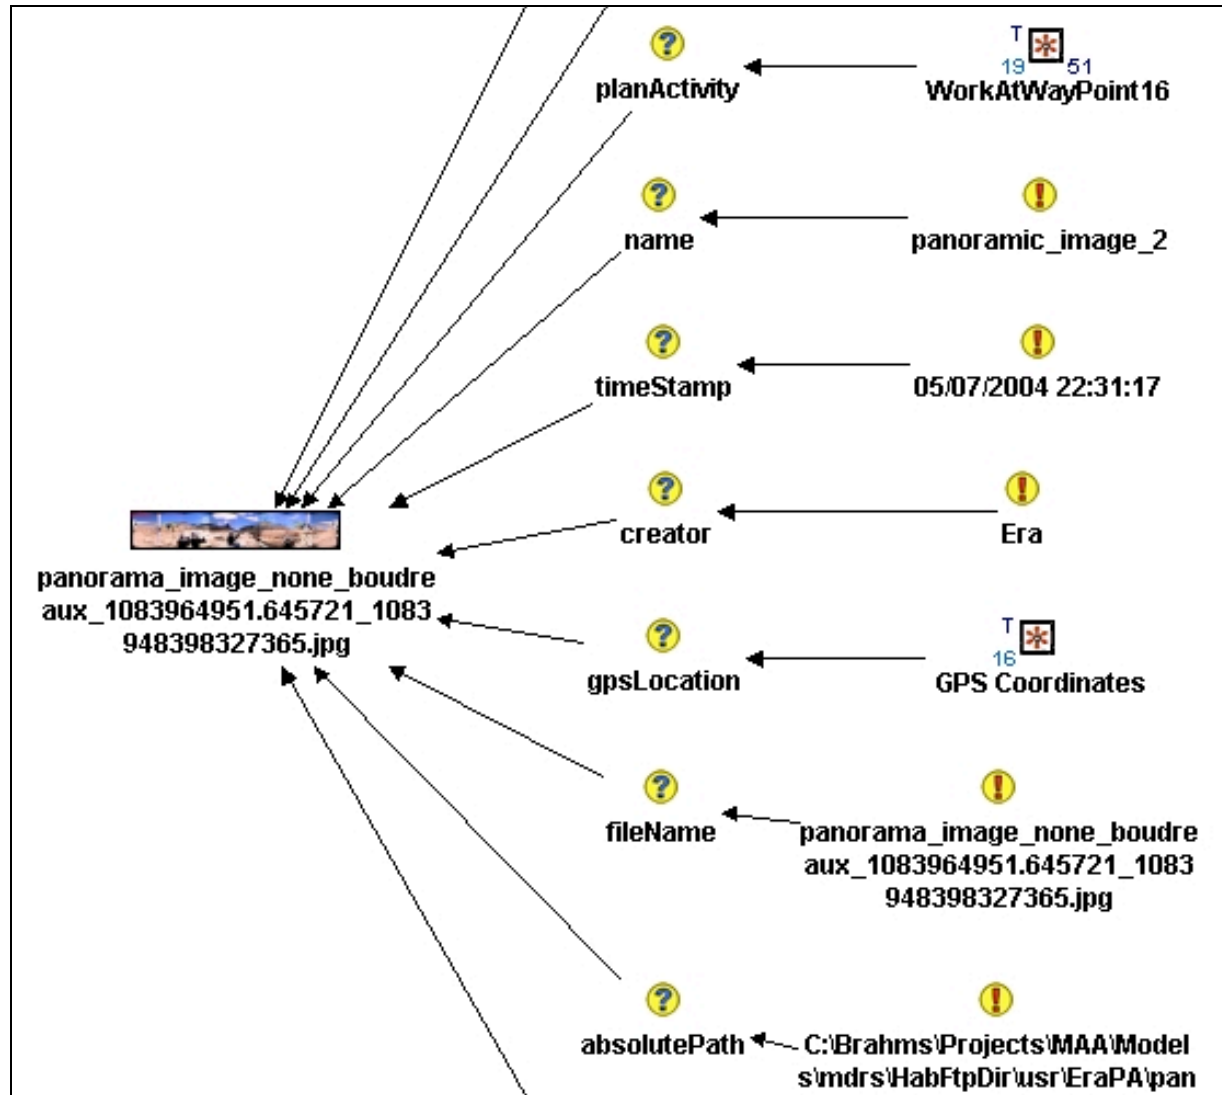 T
19 51
planActivity
WorkAtWayPoint16
name
panoramic_image_2
timeStamp
05/07/2004 22:31:17
creator
Era
panorama_image_none_boudre
aux_1083964951.645721_1083
948398327365.jpg
gpsLocation
T
16
GPS Coordinates
fileName
panorama_image_none_boudre
aux_1083964951.645721_1083
948398327365.jpg
absolutePath
C:\Brahms\Projects\MAA\Model
s\mdrs\HabFtpDir\usr\EraPA\pan